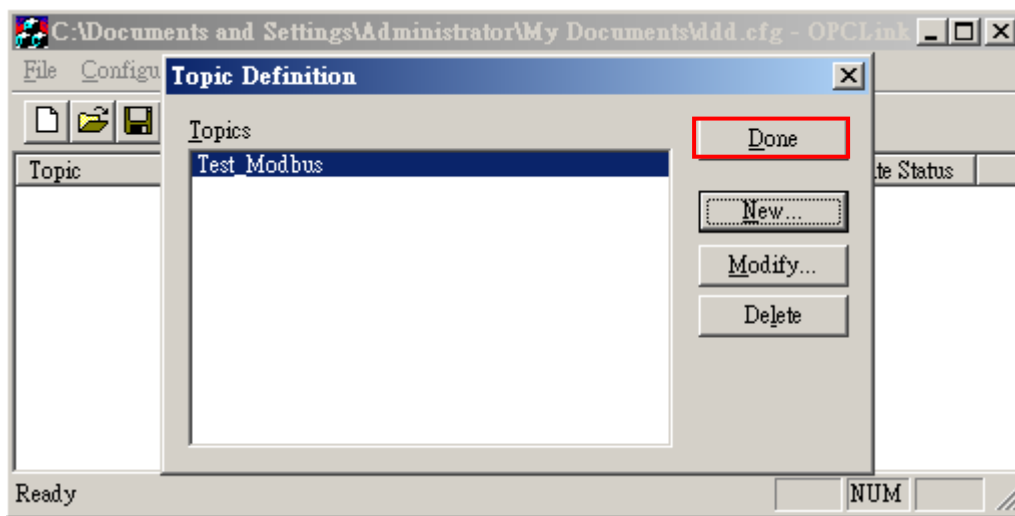 C:\Documents and Settings\Administrator\My Documents\ddd.cfg - OPCLink
File Configu
Topic Definition
Topics
Test_Modbus
Done
New...
Modify...
Delete
Topic
te Status
Ready
NUM